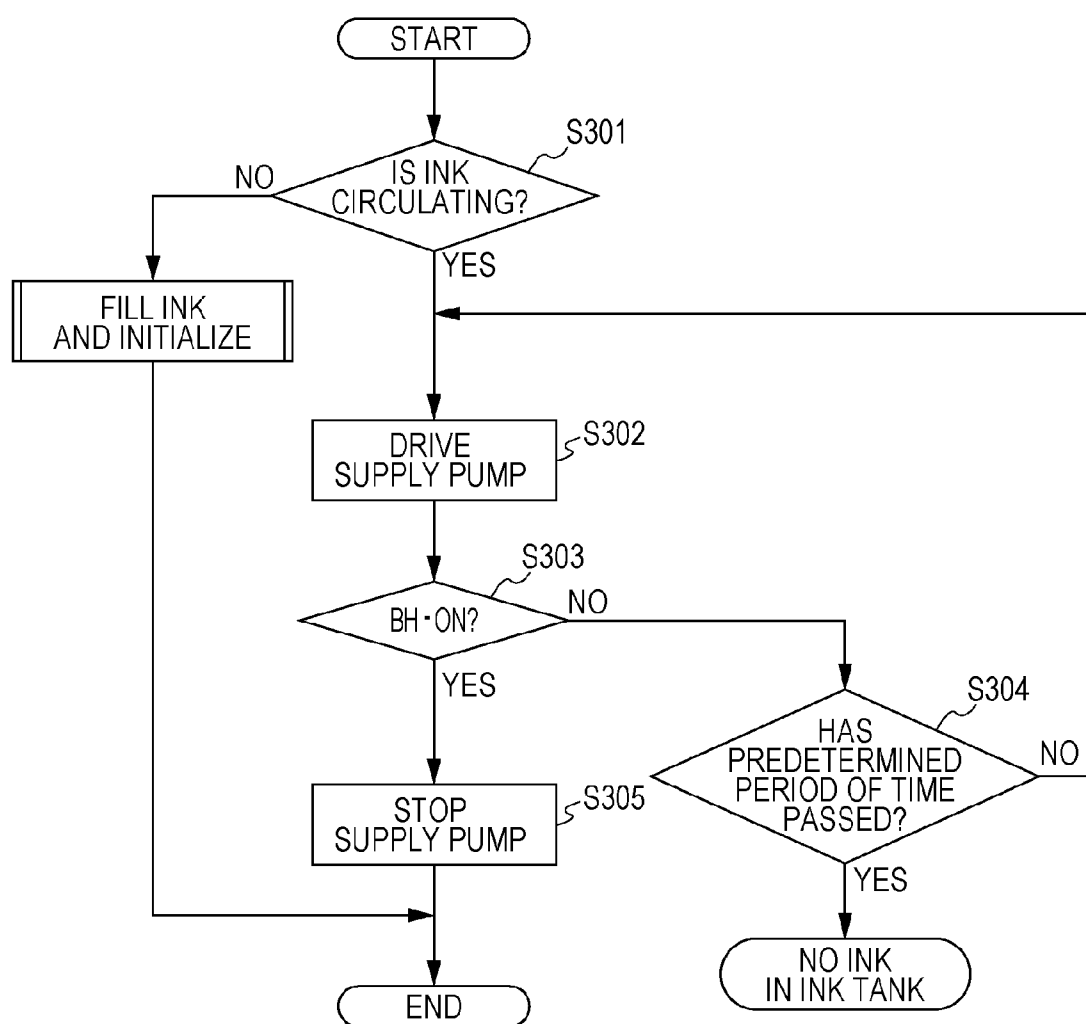 START
S301
IS INK
CIRCULATING?
NO
YES
FILL INK
AND INITIALIZE
DRIVE
SUPPLY PUMP
S302
S303
BH-ON?
NO
YES
S304
HAS
PREDETERMINED
PERIOD OF TIME
PASSED?
NO
YES
STOP
SUPPLY PUMP
S305
NO INK
IN INK TANK
END